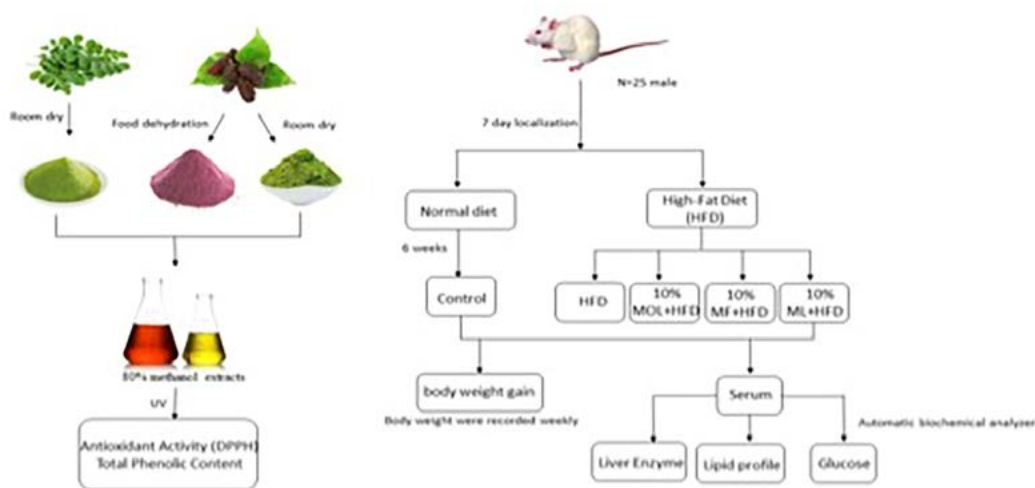 Room dry
Food dehydration
Room dry
80% methanol extracts
UV
Antioxidant Activity (DPPH)
Total Phenolic Content
N=25 male
7 day localization
Normal diet
High-Fat Diet
(HFD)
6 weeks
Control
HFD
10%
MOL+HFD
10%
MF+HFD
10%
ML+HFD
body weight gain
Body weight were recorded weekly
Serum
Automatic biochemical analyzer
Liver Enzyme
Lipid profile
Glucose